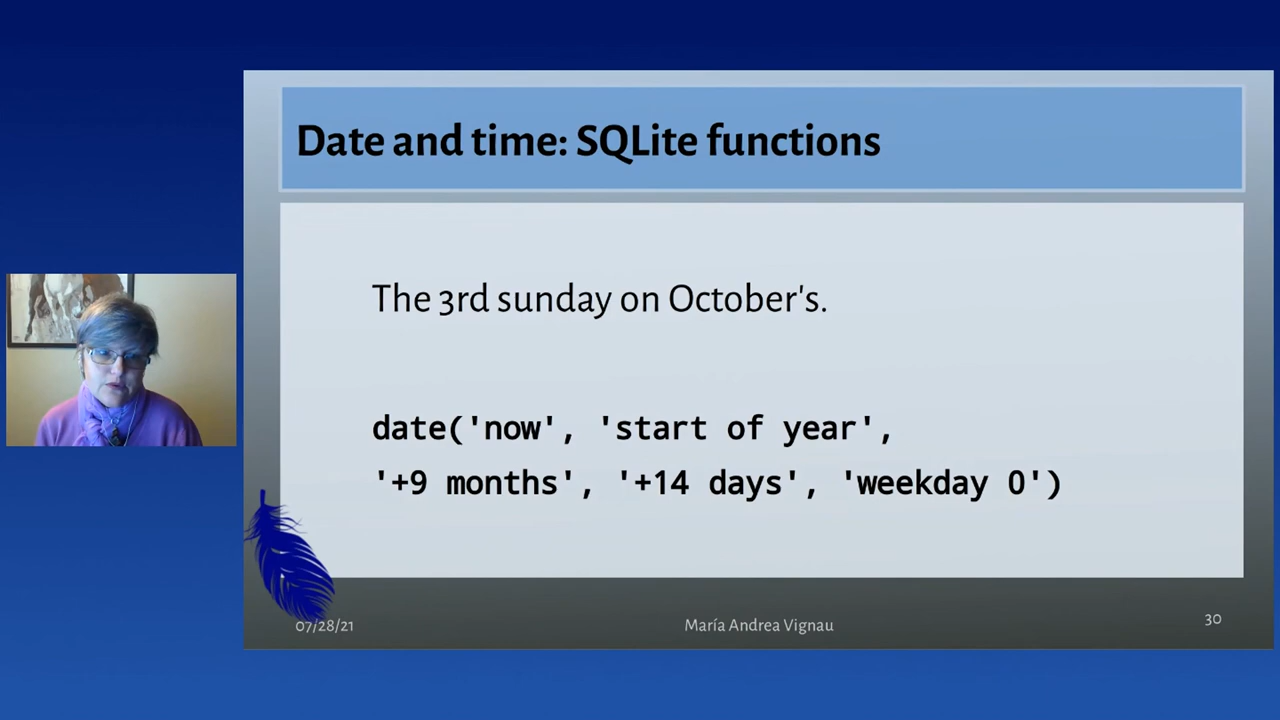 Date and time: SQLite functions
The 3rd sunday on October's.
date('now', 'start of year',
'+9 months', '+14 days', 'weekday 0')
07/28/21
María Andrea Vignau
30